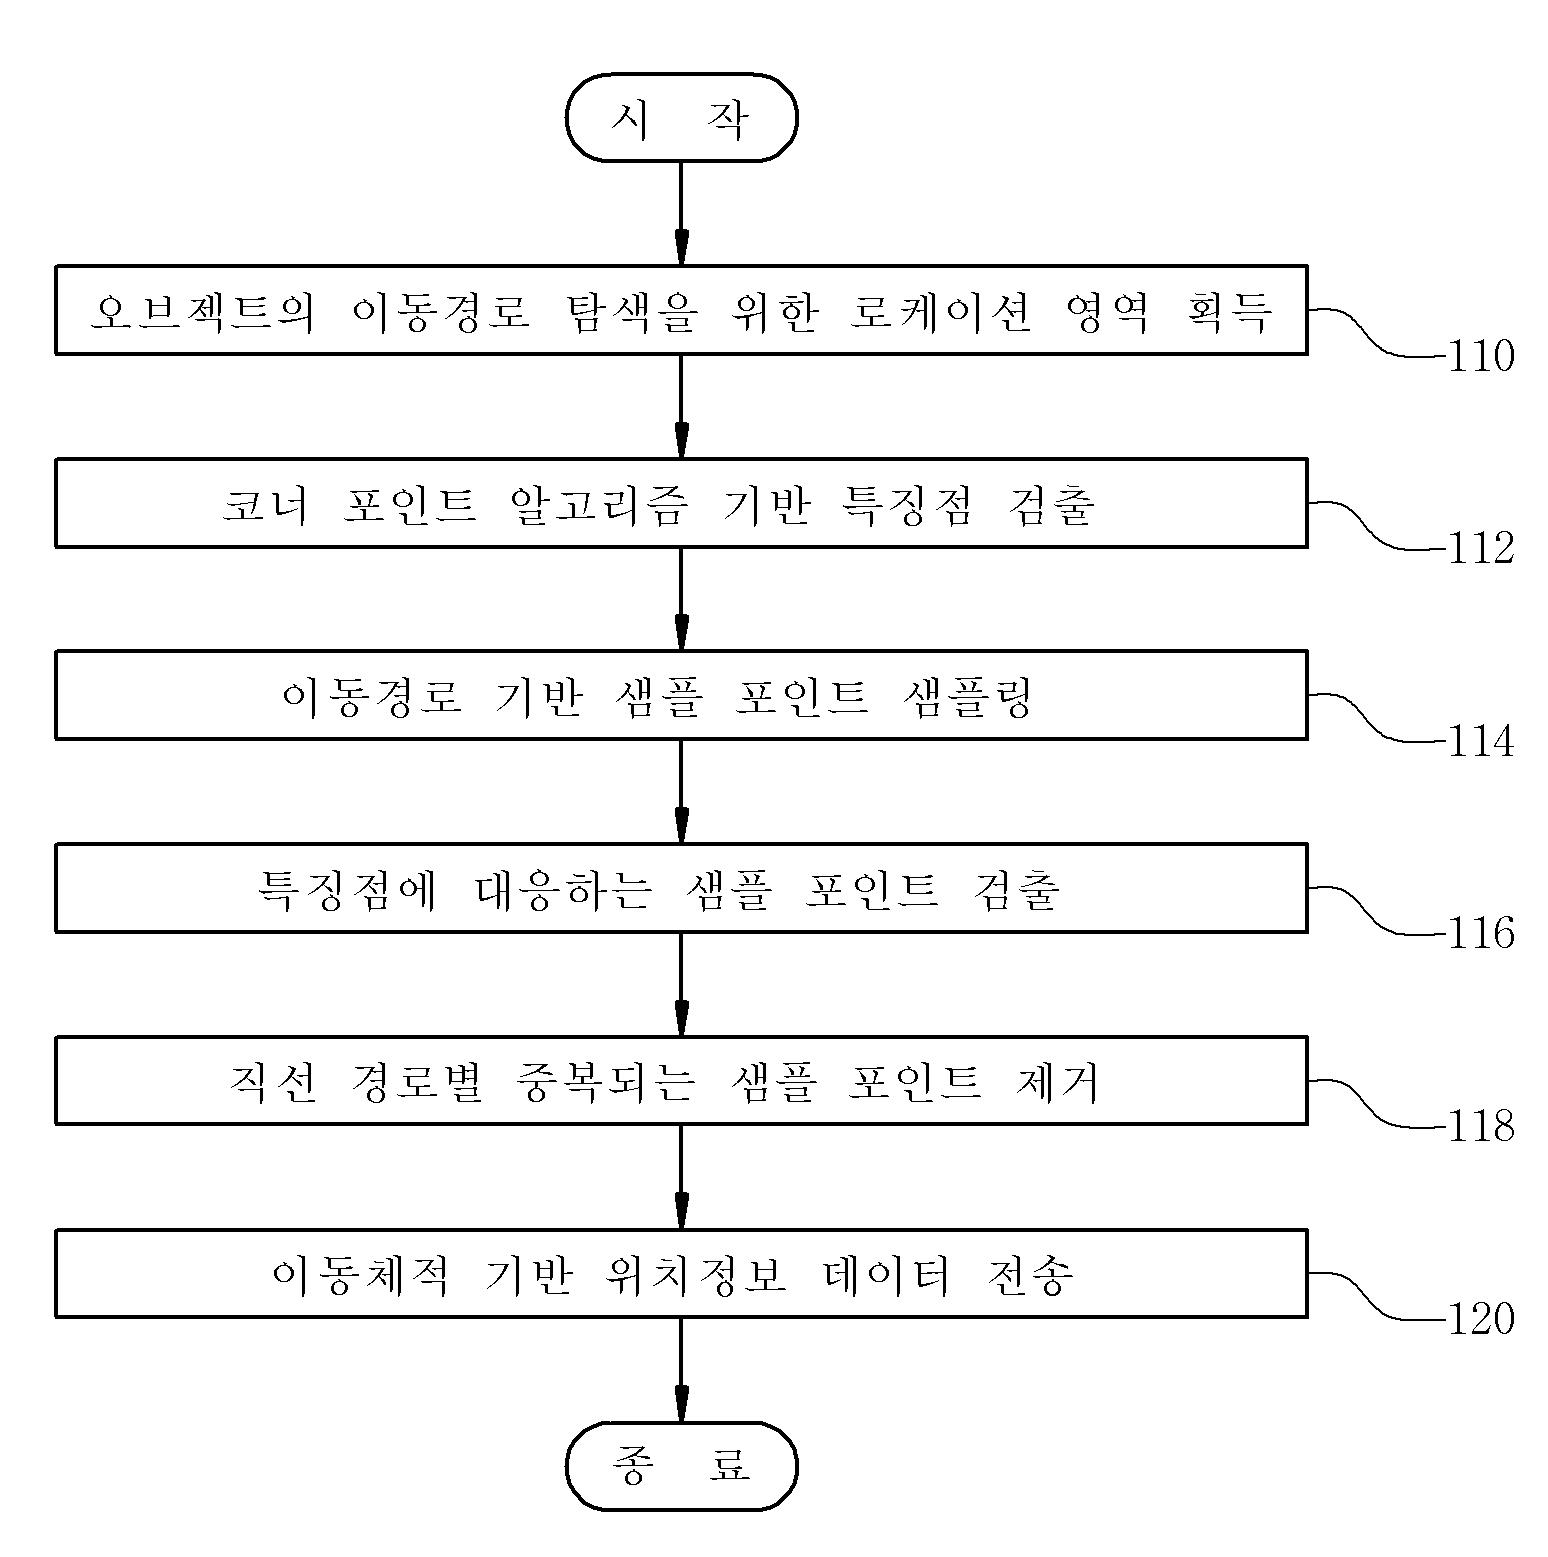 시 작
오브젝트의 이동경로 탐색을 위한 로케이션 영역 획득
110
코너 포인트 알고리즘 기반 특징점 검출
112
이동경로 기반 샘플 포인트 샘플링
114
특징점에 대응하는 샘플 포인트 검출
116
직선 경로별 중복되는 샘플 포인트 제거
118
이동체적 기반 위치정보 데이터 전송
120
종 료